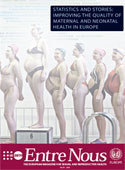 STATISTICS AND STORIES:
IMPROVING THE QUALITY OF
MATERNAL AND NEONATAL
HEALTH IN EUROPE
Entre Nous
THE EUROPEAN MAGAZINE FOR SEXUAL AND REPRODUCTIVE HEALTH
EUROPE